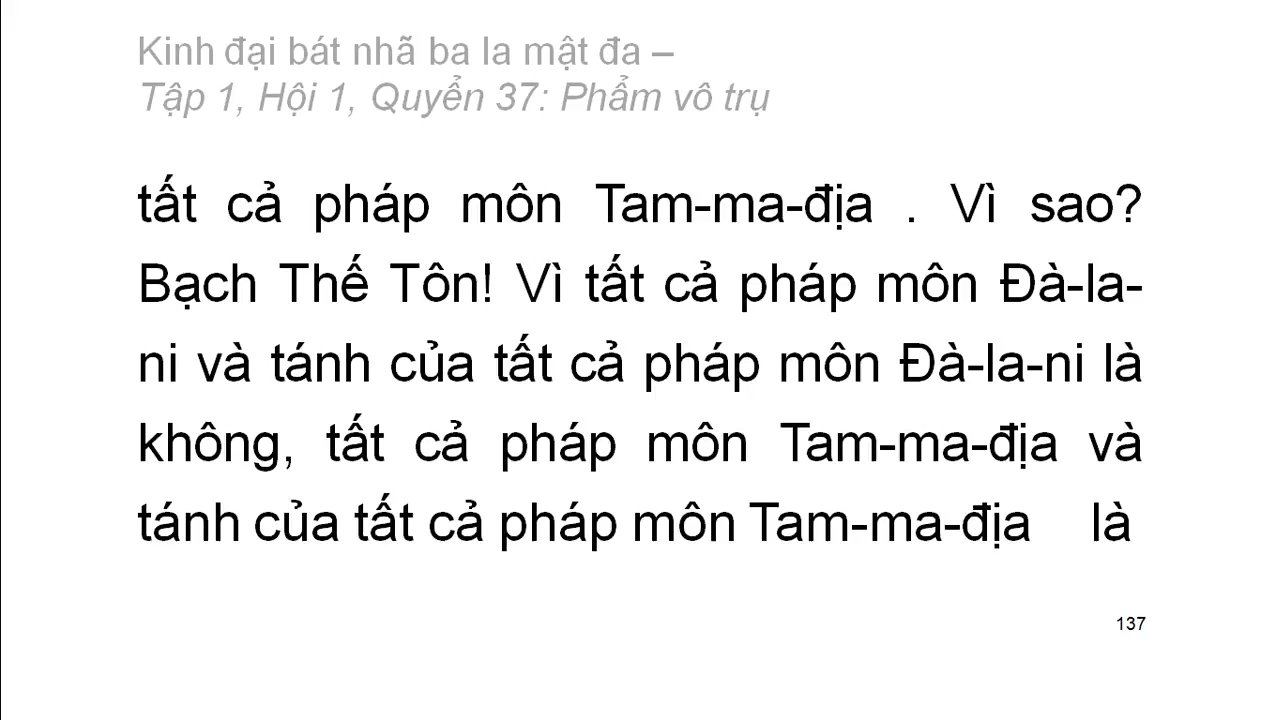 Kinh đại bát nhã ba la mật đa –
Tập 1, Hội 1, Quyển 37: Phẩm vô trụ
tất cả pháp môn Tam-ma-địa . Vì sao?
Bạch Thế Tôn! Vì tất cả pháp môn Đà-la-
ni và tánh của tất cả pháp môn Đà-la-ni là
không, tất cả pháp môn Tam-ma-địa và
tánh của tất cả pháp môn Tam-ma-địa là
137